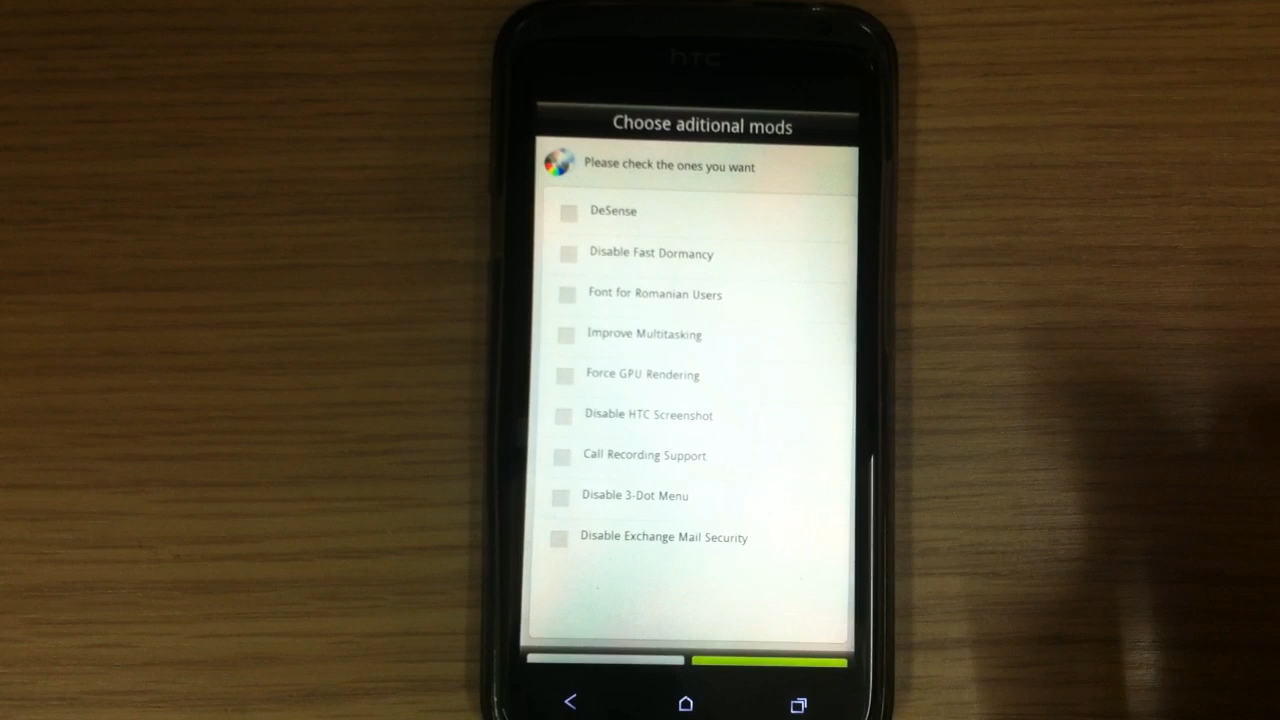 hTC
Choose aditional mods
Please check the ones you want
DeSense
Disable Fast Dormancy
Font for Romanian Users
Improve Multitasking
Force GPU Rendering
Disable HTC Screenshot
Call Recording Support
Disable 3-Dot Menu
Disable Exchange Mail Security